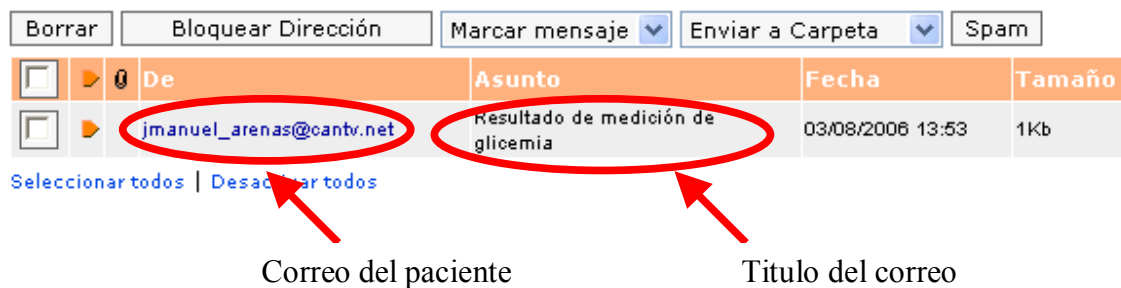 Borrar Bloquear Dirección Marcar mensaje Enviar a Carpeta Spam
De Asunto Fecha Tamaño
jmanuel_arenas@cantv.net Resultado de medición de glicemia 03/08/2006 13:53 1Kb
Seleccionar todos | Desactivar todos
Correo del paciente Titulo del correo